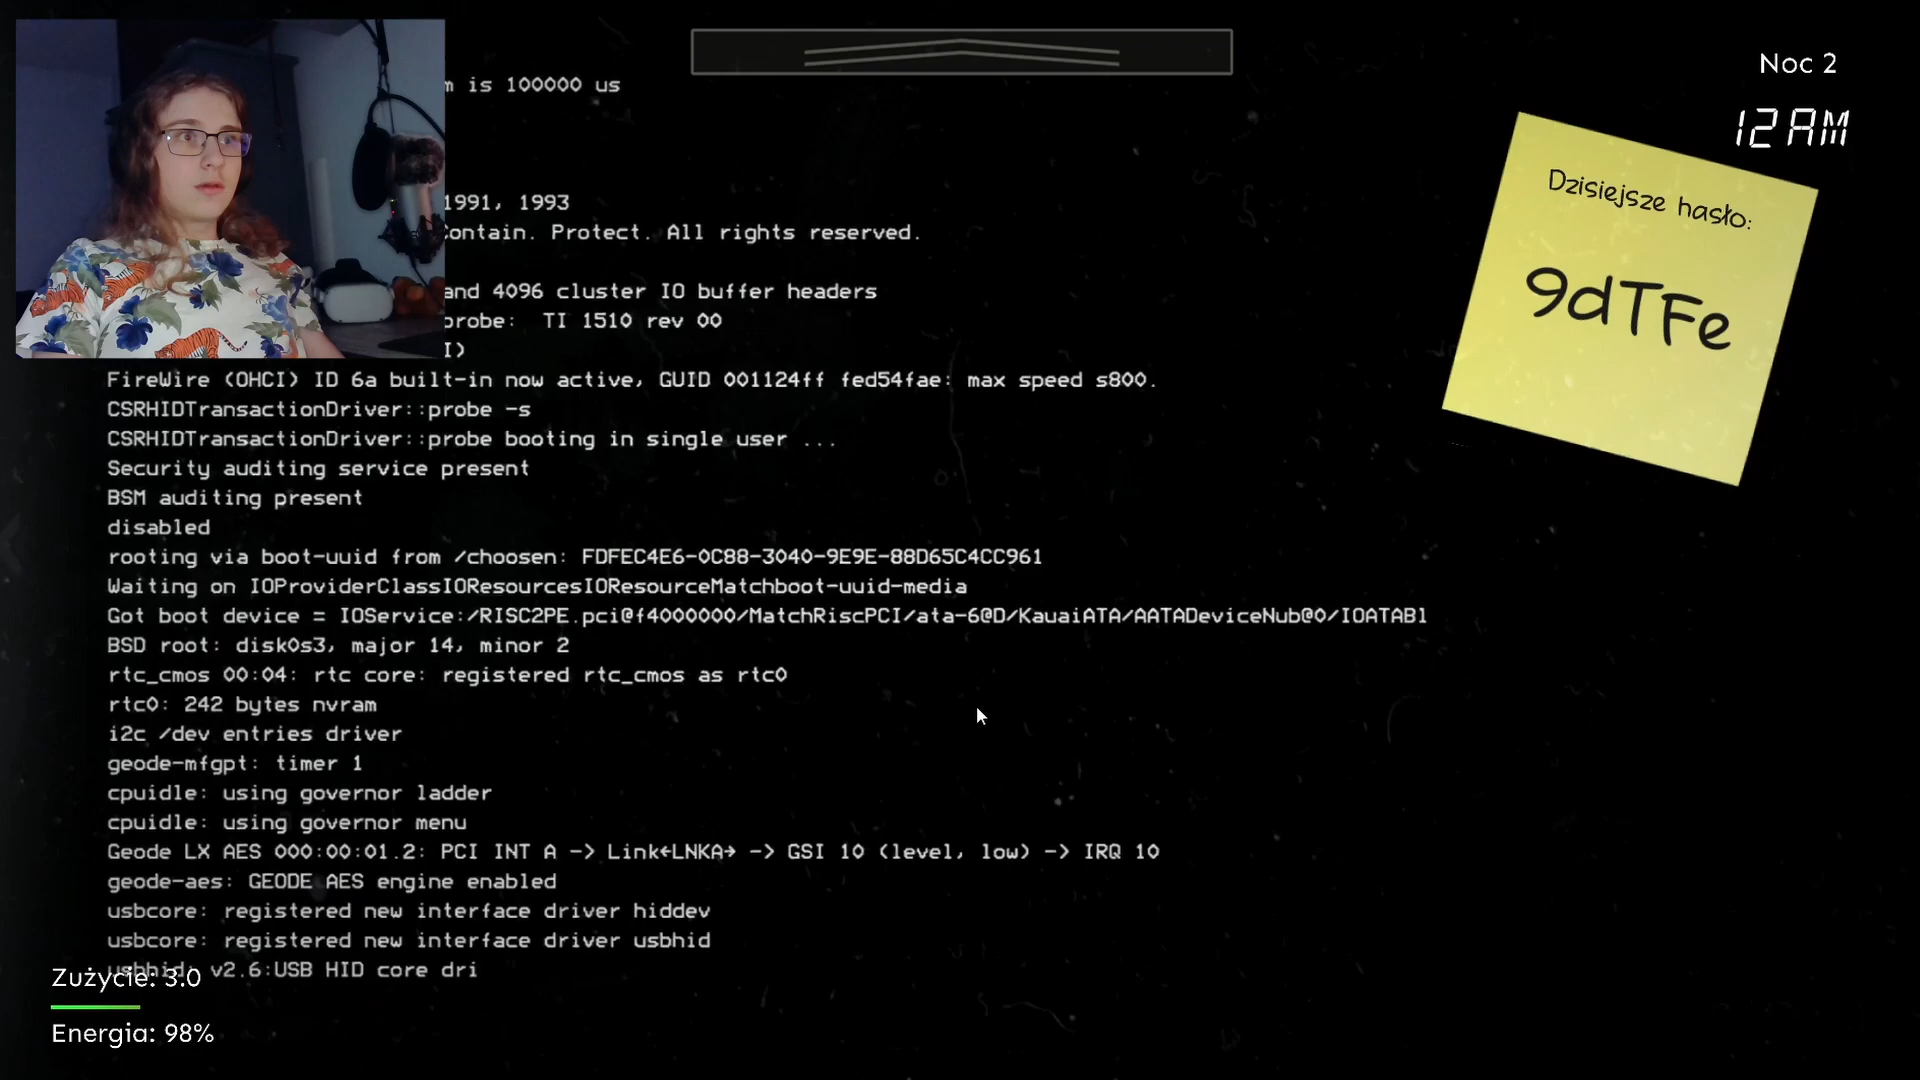 m is 100000 us
1991, 1993
Contain. Protect. All rights reserved.
and 4096 cluster IO buffer headers
probe: TI 1510 rev 00
I)
FireWire (OHCI) ID 6a built-in now active, GUID 001124ff fed54fae: max speed s800.
CSRHIDTransactionDriver::probe -s
CSRHIDTransactionDriver::probe booting in single user ...
Security auditing service present
BSM auditing present
disabled
rooting via boot-uuid from /choosen: FDFEC4E6-0C88-3040-9E9E-88D65C4CC961
Waiting on IOProviderClassIOResourcesIOResourceMatchboot-uuid-media
Got boot device = IOService:/RISC2PE.pci@f4000000/MatchRiscPCI/ata-6@D/KauaiATA/AATADeviceNub@0/IOATABl
BSD root: disk0s3, major 14, minor 2
rtc_cmos 00:04: rtc core: registered rtc_cmos as rtc0
rtc0: 242 bytes nvram
i2c /dev entries driver
geode-mfgpt: timer 1
cpuidle: using governor ladder
cpuidle: using governor menu
Geode LX AES 000:00:01.2: PCI INT A -> Link←LNKA→ -> GSI 10 (level, low) -> IRQ 10
geode-aes: GEODE AES engine enabled
usbcore: registered new interface driver hiddev
usbcore: registered new interface driver usbhid
usbhid: v2.6:USB HID core dri
Zużycie: 3.0
Energia: 98%
Noc 2
12 AM
Dzisiejsze hasło:
9dTFe